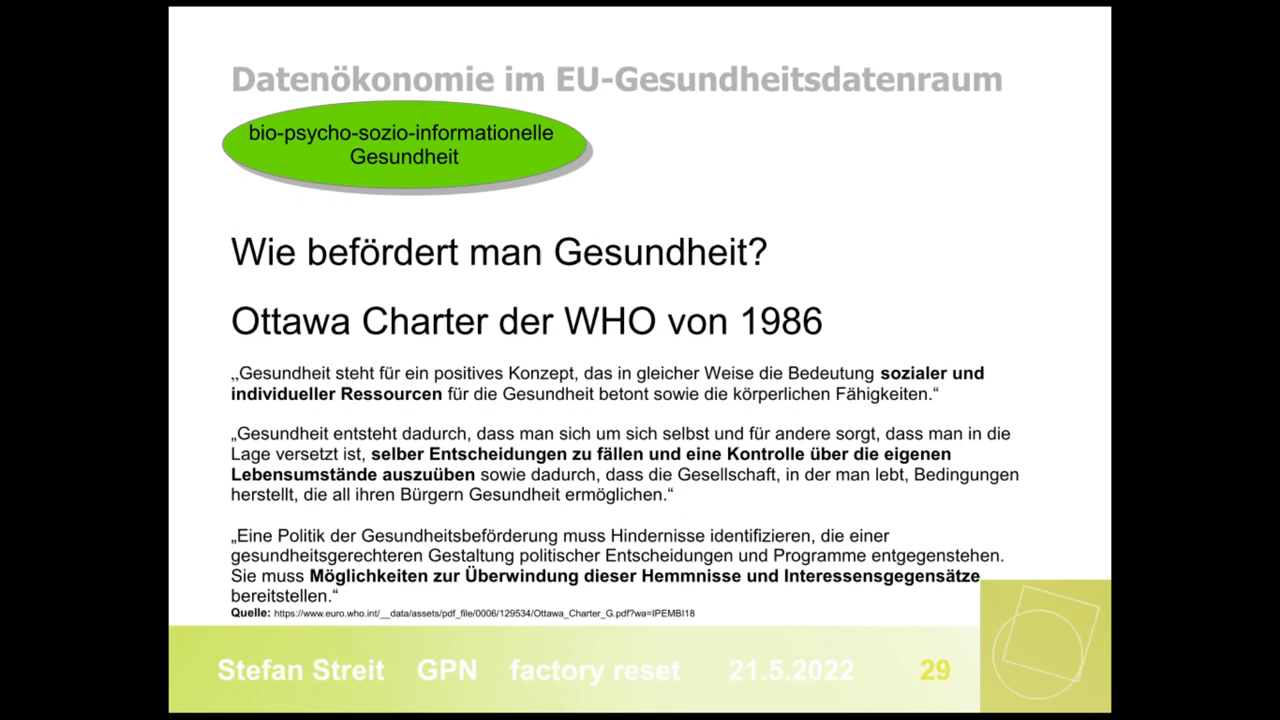 Datenökonomie im EU-Gesundheitsdatenraum
bio-psycho-sozio-informationelle
Gesundheit
Wie befördert man Gesundheit?
Ottawa Charter der WHO von 1986
„Gesundheit steht für ein positives Konzept, das in gleicher Weise die Bedeutung sozialer und
individueller Ressourcen für die Gesundheit betont sowie die körperlichen Fähigkeiten.“
„Gesundheit entsteht dadurch, dass man sich um sich selbst und für andere sorgt, dass man in die
Lage versetzt ist, selber Entscheidungen zu fällen und eine Kontrolle über die eigenen
Lebensumstände auszuüben sowie dadurch, dass die Gesellschaft, in der man lebt, Bedingungen
herstellt, die all ihren Bürgern Gesundheit ermöglichen.“
„Eine Politik der Gesundheitsbeförderung muss Hindernisse identifizieren, die einer
gesundheitsgerechteren Gestaltung politischer Entscheidungen und Programme entgegenstehen.
Sie muss Möglichkeiten zur Überwindung dieser Hemmnisse und Interessensgegensätze
bereitstellen.“
Quelle: https://www.euro.who.int/__data/assets/pdf_file/0006/129534/Ottawa_Charter_G.pdf?wa=IPEMBI18
Stefan Streit GPN factory reset 21.5.2022 29